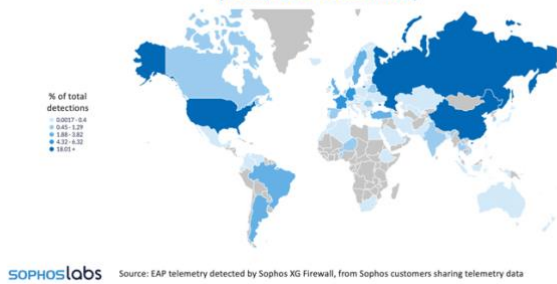 % of total
detections
0.0017 - 0.4
0.45 - 1.29
1.88 - 3.82
4.32 - 6.32
18.01 +
SOPHOSLABS
Source: EAP telemetry detected by Sophos XG Firewall, from Sophos customers sharing telemetry data